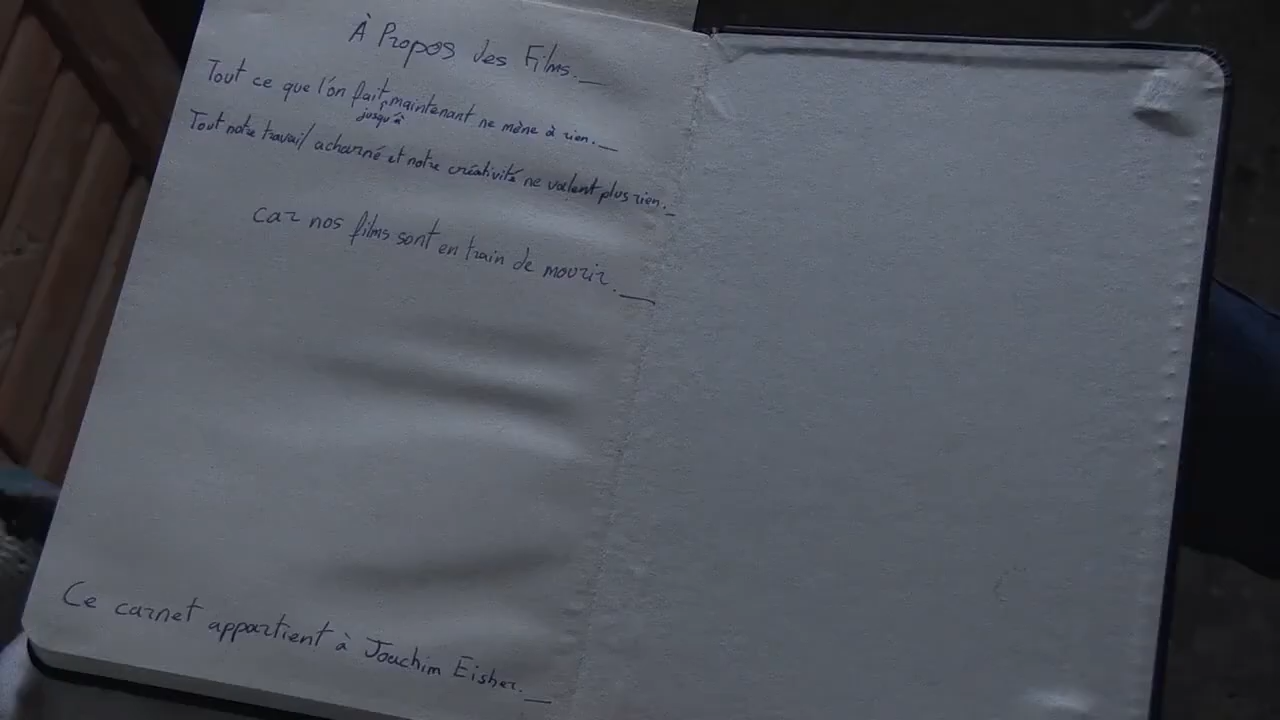 À Propos des Films.
Tout ce que l'ón fait jusqu'à maintenant ne mène à rien.
Tout notre travail acharné et notre créativité ne valent plus rien.
car nos films sont en train de mourir.
Ce carnet appartient à Joachim Eisher.